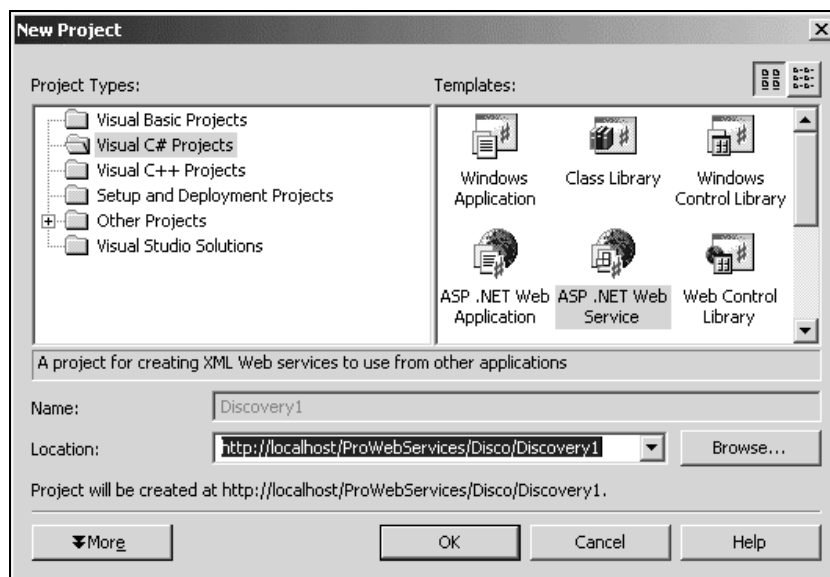 New Project
Project Types:
Templates:
Visual Basic Projects
Visual C# Projects
Visual C++ Projects
Setup and Deployment Projects
Other Projects
Visual Studio Solutions
Windows Application
Class Library
Windows Control Library
ASP .NET Web Application
ASP .NET Web Service
Web Control Library
A project for creating XML Web services to use from other applications
Name:
Discovery1
Location:
http://localhost/ProWebServices/Disco/Discovery1
Browse...
Project will be created at http://localhost/ProWebServices/Disco/Discovery1.
More
OK
Cancel
Help